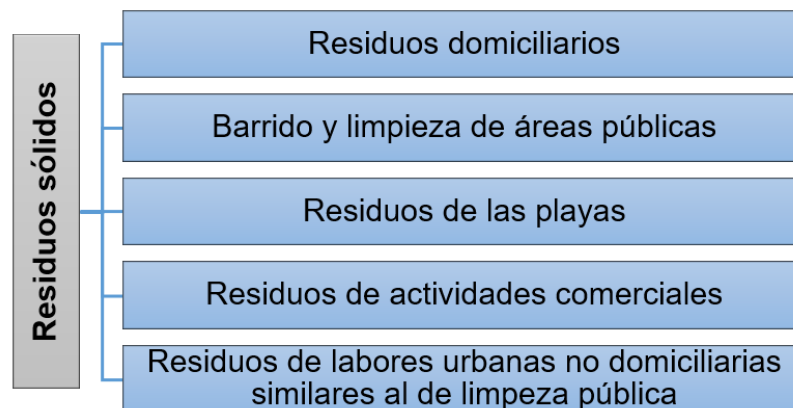 Residuos sólidos
Residuos domiciliarios
Barrido y limpieza de áreas públicas
Residuos de las playas
Residuos de actividades comerciales
Residuos de labores urbanas no domiciliarias
similares al de limpeza pública